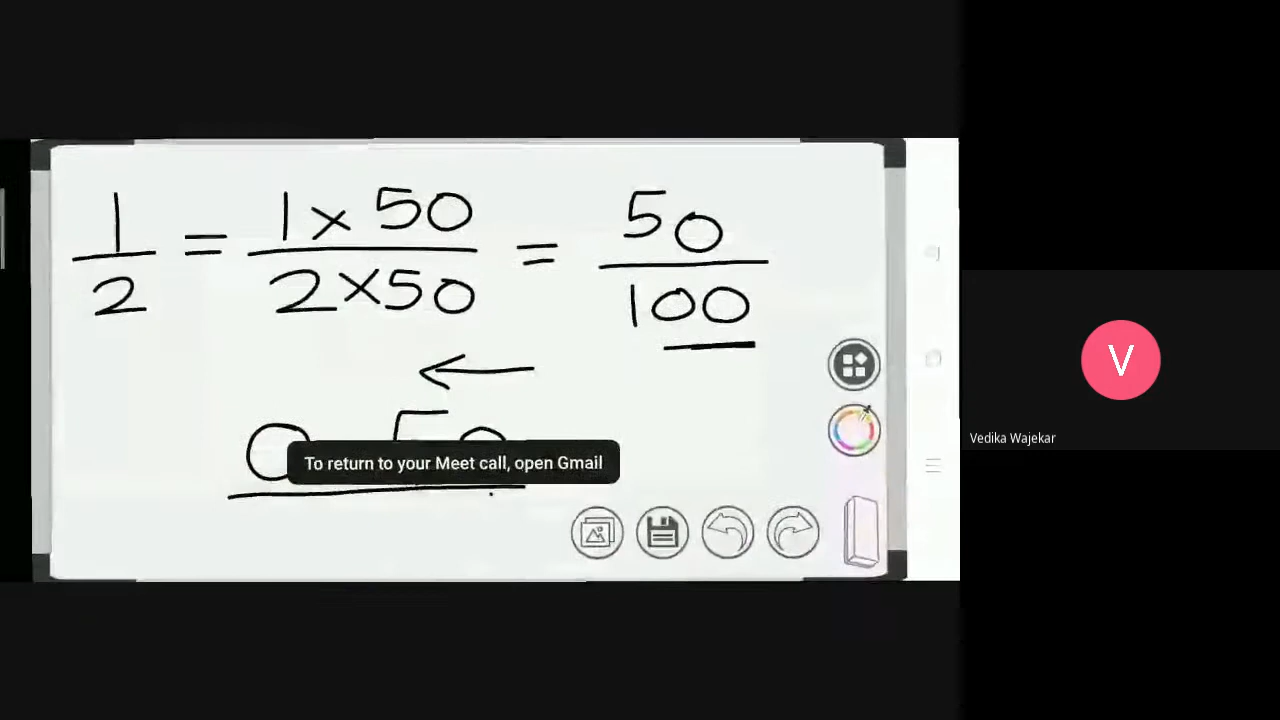 1/2 = 1 × 50 / 2 × 50 = 50/100
←
To return to your Meet call, open Gmail
V
Vedika Wajekar